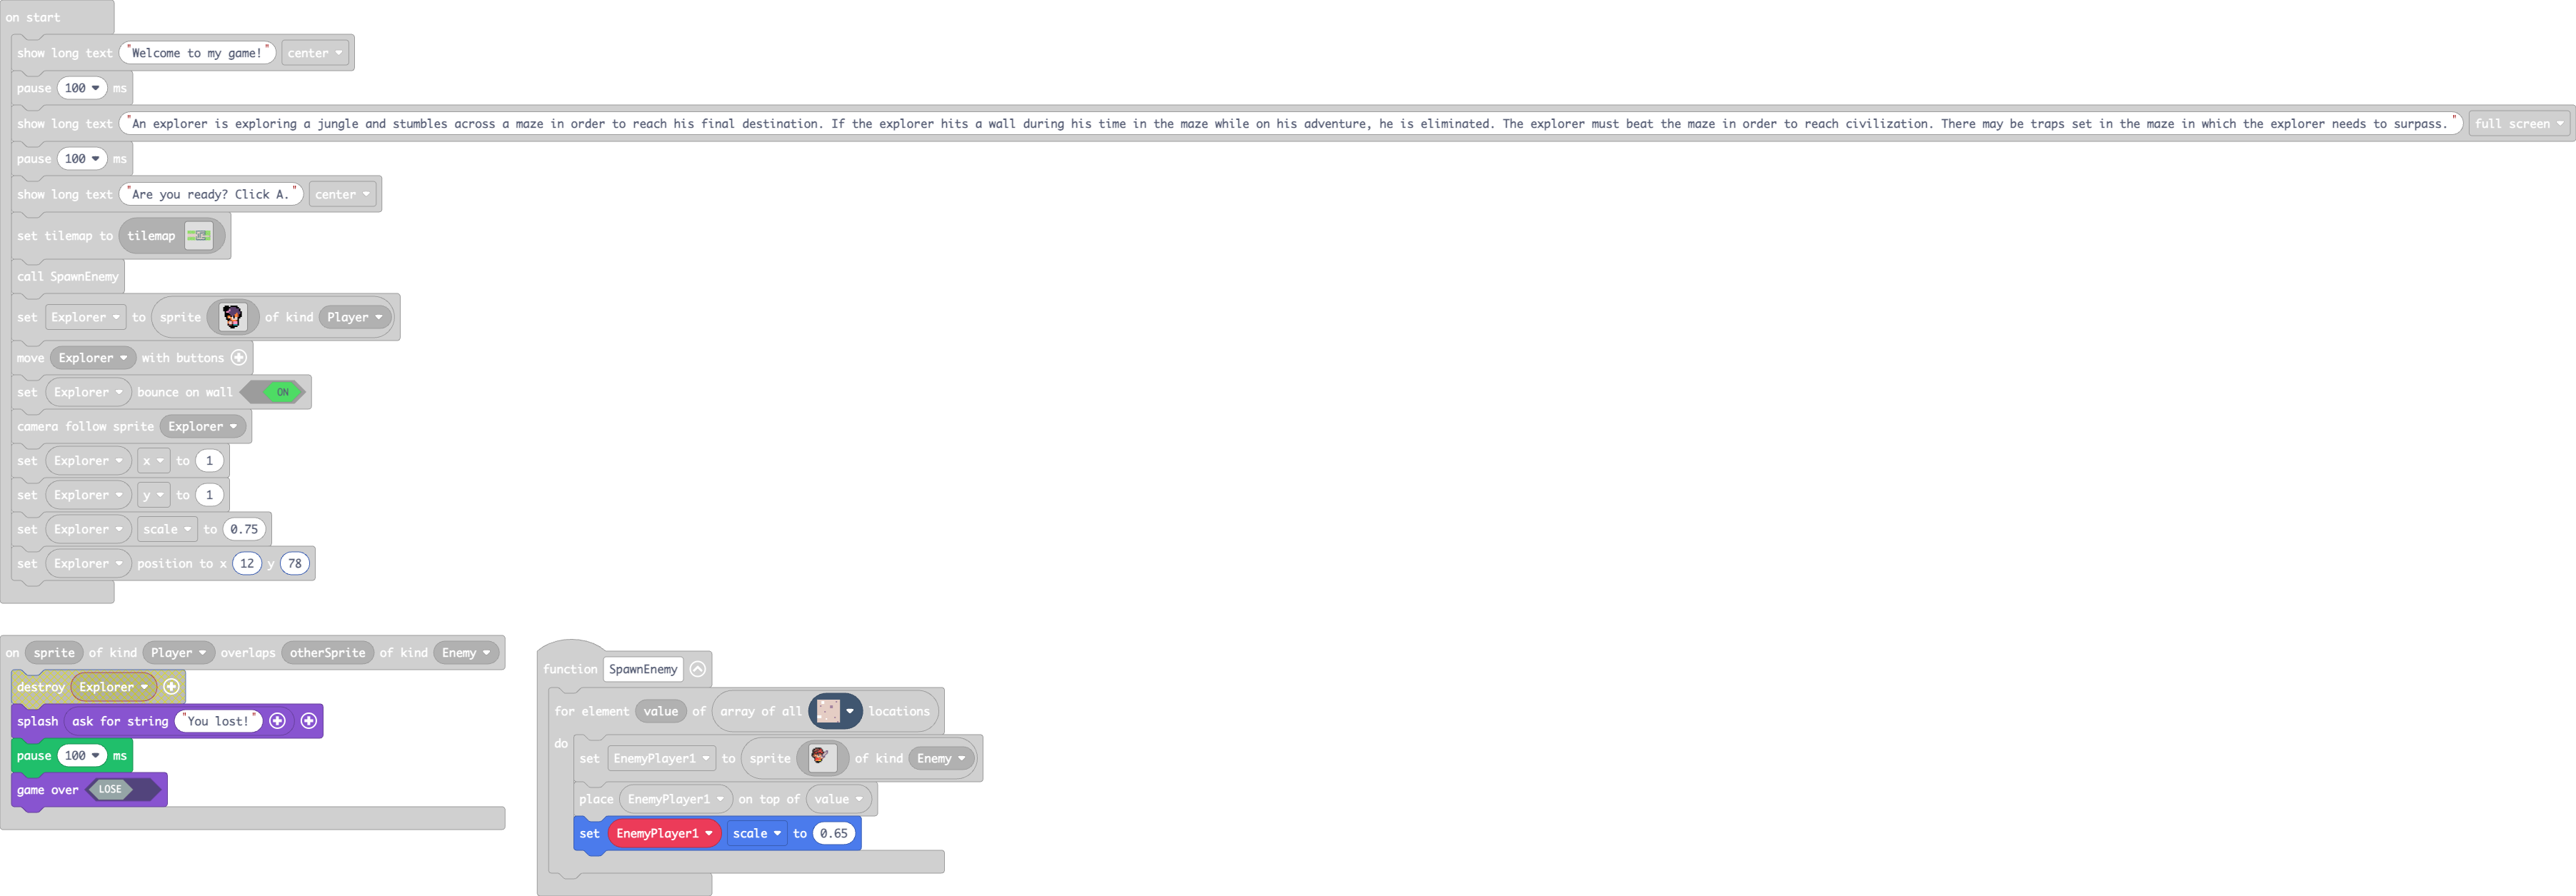 on start
show long text "Welcome to my game!" center
pause 100 ms
show long text "An explorer is exploring a jungle and stumbles across a maze in order to reach his final destination. If the explorer hits a wall during his time in the maze while on his adventure, he is eliminated. The explorer must beat the maze in order to reach civilization. There may be traps set in the maze in which the explorer needs to surpass." full screen
pause 100 ms
show long text "Are you ready? Click A." center
set tilemap to tilemap
call SpawnEnemy
set Explorer to sprite of kind Player
move Explorer with buttons
set Explorer bounce on wall ON
camera follow sprite Explorer
set Explorer x to 1
set Explorer y to 1
set Explorer scale to 0.75
set Explorer position to x 12 y 78
on sprite of kind Player overlaps otherSprite of kind Enemy
destroy Explorer
splash ask for string "You lost!"
pause 100 ms
game over LOSE
function SpawnEnemy
for element value of array of all locations
do
set EnemyPlayer1 to sprite of kind Enemy
place EnemyPlayer1 on top of value
set EnemyPlayer1 scale to 0.65